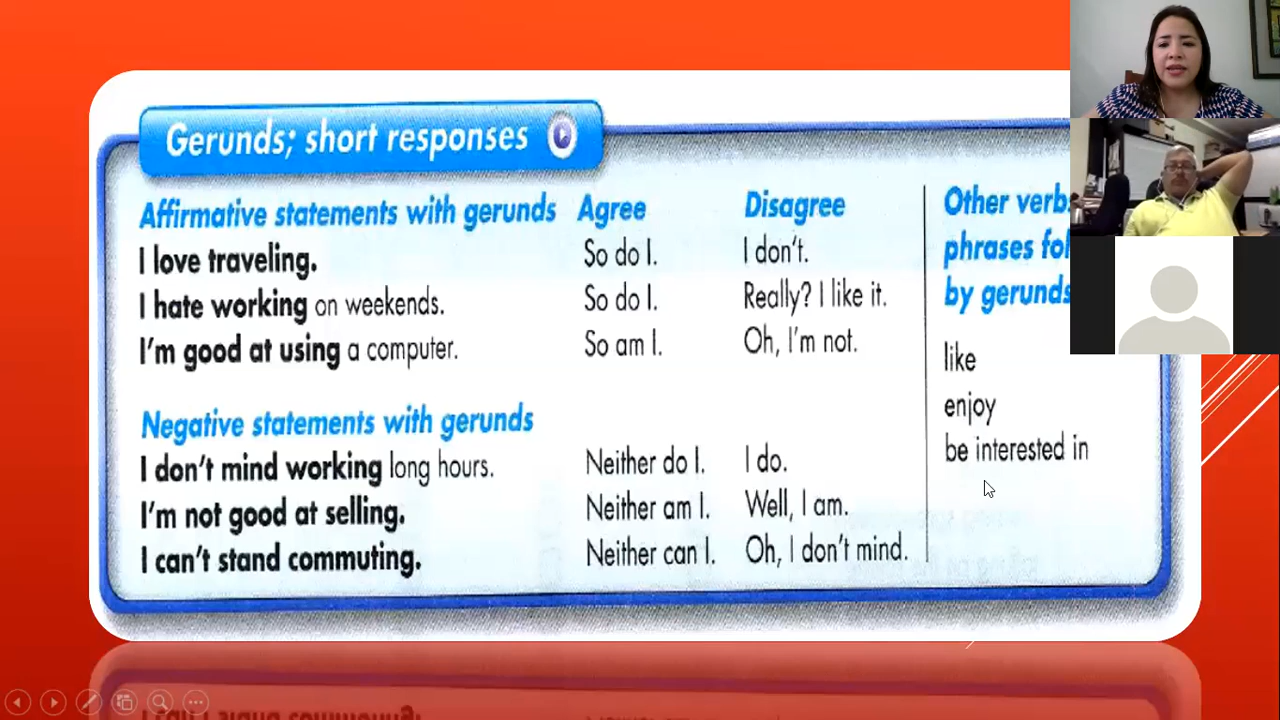 Gerunds; short responses
Affirmative statements with gerunds Agree Disagree
I love traveling. So do I. I don't.
I hate working on weekends. So do I. Really? I like it.
I'm good at using a computer. So am I. Oh, I'm not.
Negative statements with gerunds
I don't mind working long hours. Neither do I. I do.
I'm not good at selling. Neither am I. Well, I am.
I can't stand commuting. Neither can I. Oh, I don't mind.
Other
phrases
by gerunds
like
enjoy
be interested in